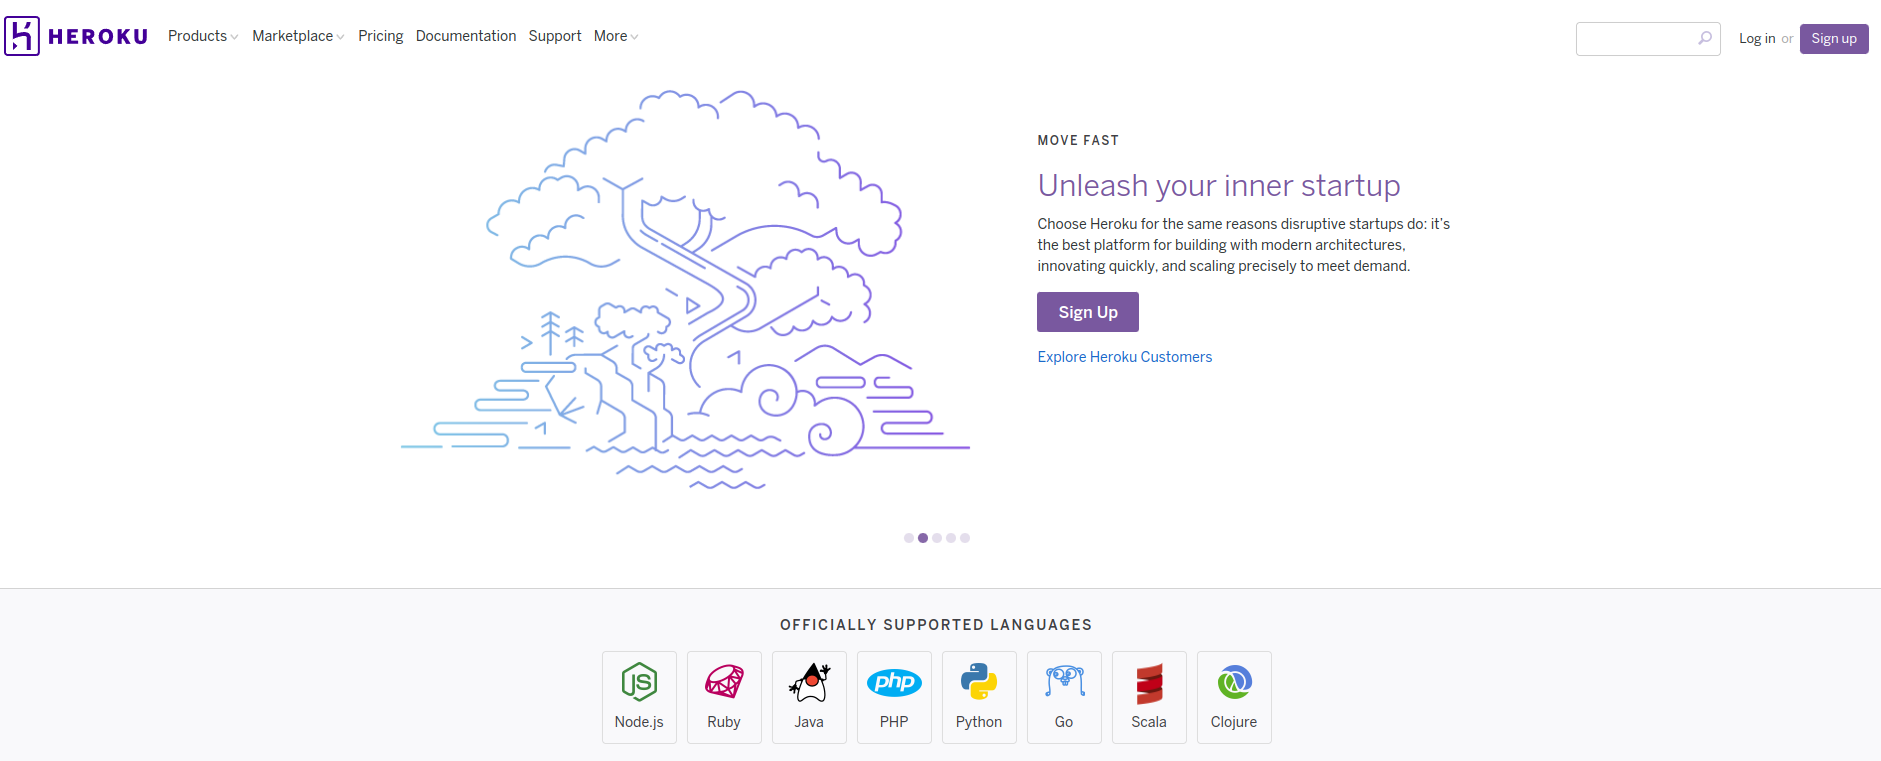 HEROKU Products Marketplace Pricing Documentation Support More Log in or Sign up
MOVE FAST
Unleash your inner startup
Choose Heroku for the same reasons disruptive startups do: it's
the best platform for building with modern architectures,
innovating quickly, and scaling precisely to meet demand.
Sign Up
Explore Heroku Customers
OFFICIALLY SUPPORTED LANGUAGES
JS php
Node.js Ruby Java PHP Python Go Scala Clojure